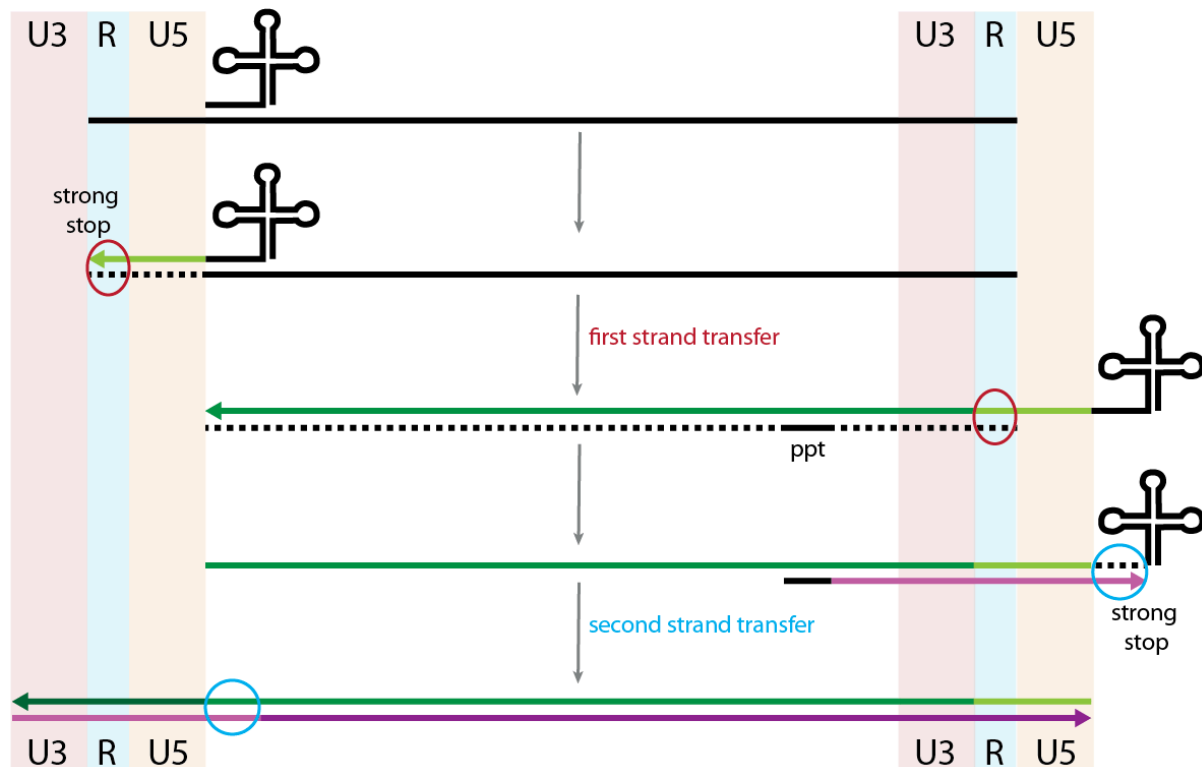 U3 R U5 U3 R U5
strong
stop
first strand transfer
ppt
second strand transfer
strong
stop
U3 R U5 U3 R U5